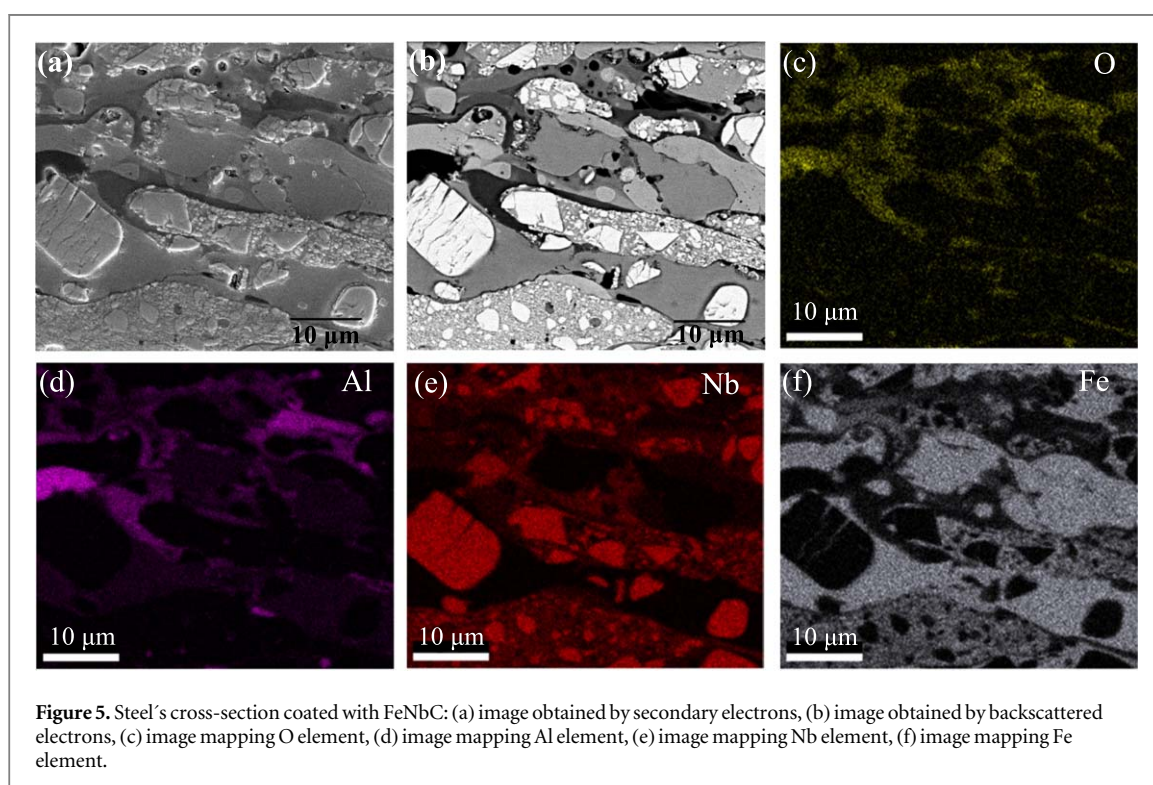 (a)
(b)
(c) O
10 µm
10 µm
10 µm
(d) Al
(e) Nb
(f) Fe
10 µm
10 µm
10 µm
Figure 5. Steel´s cross-section coated with FeNbC: (a) image obtained by secondary electrons, (b) image obtained by backscattered
electrons, (c) image mapping O element, (d) image mapping Al element, (e) image mapping Nb element, (f) image mapping Fe
element.